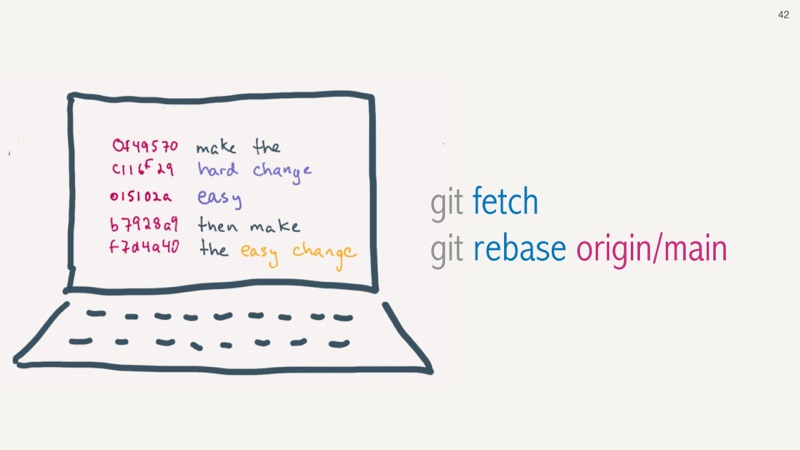 42
0f49570 make the
c116f29 hard change
015102a easy
b7928a9 then make
f7d4a40 the easy change
git fetch
git rebase origin/main